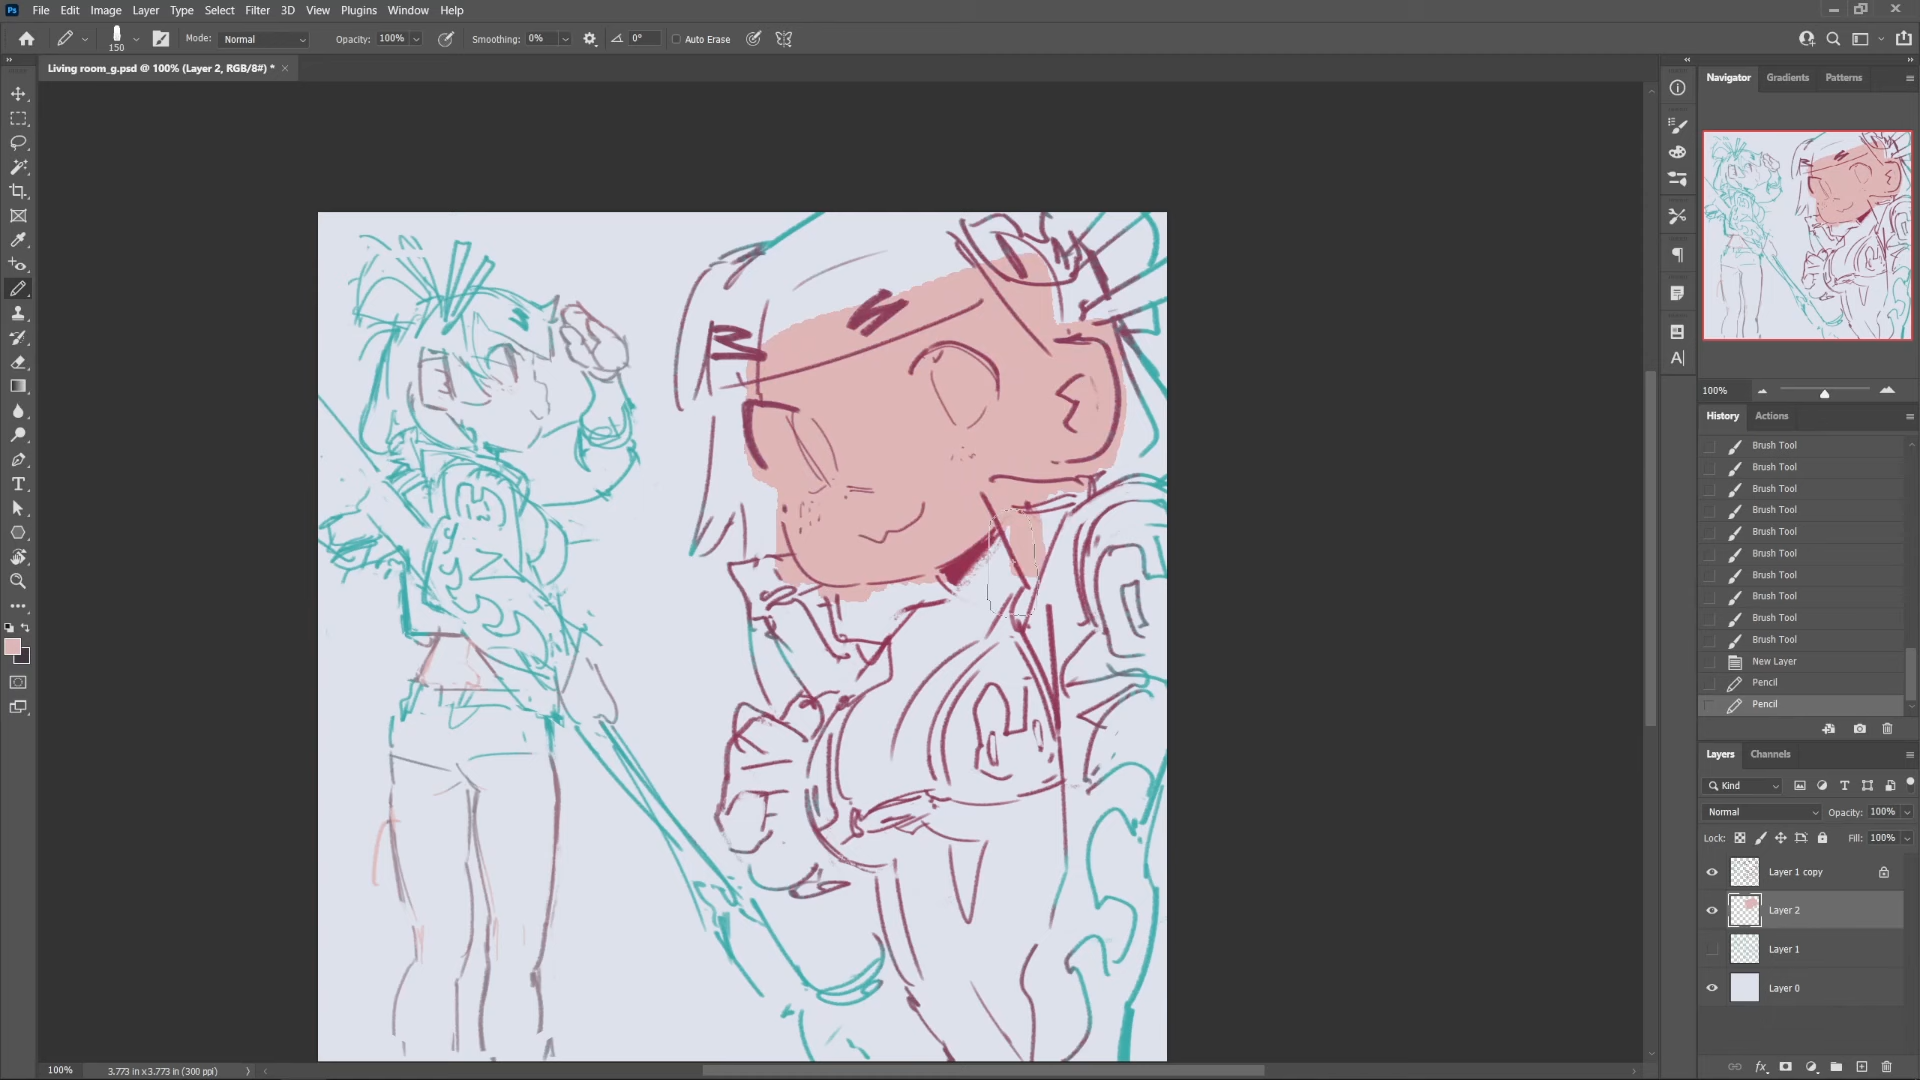 Ps File Edit Image Layer Type Select Filter 3D View Plugins Window Help
150 Mode: Normal Opacity: 100% Smoothing: 0% 0° Auto Erase
Living room_g.psd @ 100% (Layer 2, RGB/8#) *
Navigator Gradients Patterns
100%
History Actions
Brush Tool
Brush Tool
Brush Tool
Brush Tool
Brush Tool
Brush Tool
Brush Tool
Brush Tool
Brush Tool
Brush Tool
New Layer
Pencil
Pencil
Layers Channels
Kind
Normal Opacity: 100%
Lock: Fill: 100%
Layer 1 copy
Layer 2
Layer 1
Layer 0
100% 3.773 in x 3.773 in (300 ppi)